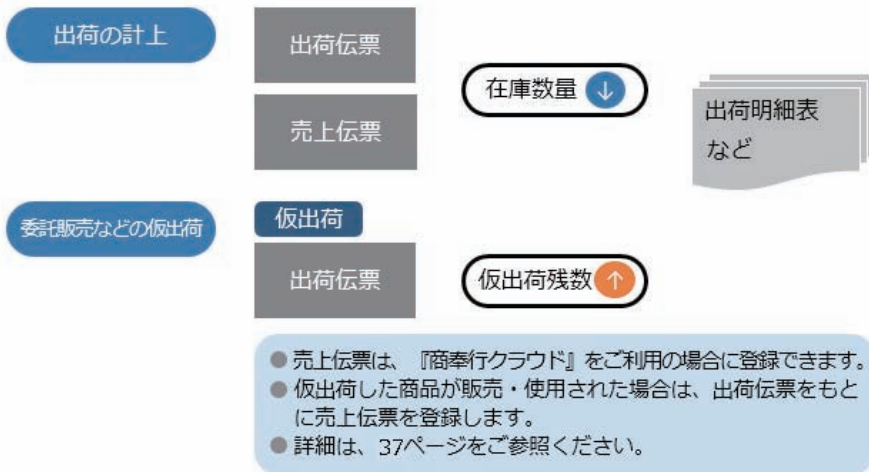 出荷の計上
出荷伝票
売上伝票
在庫数量 ↓
出荷明細表
など
委託販売などの仮出荷
仮出荷
出荷伝票
仮出荷残数 ↑
● 売上伝票は、『商奉行クラウド』をご利用の場合に登録できます。
● 仮出荷した商品が販売・使用された場合は、出荷伝票をもと
に売上伝票を登録します。
● 詳細は、37ページをご参照ください。